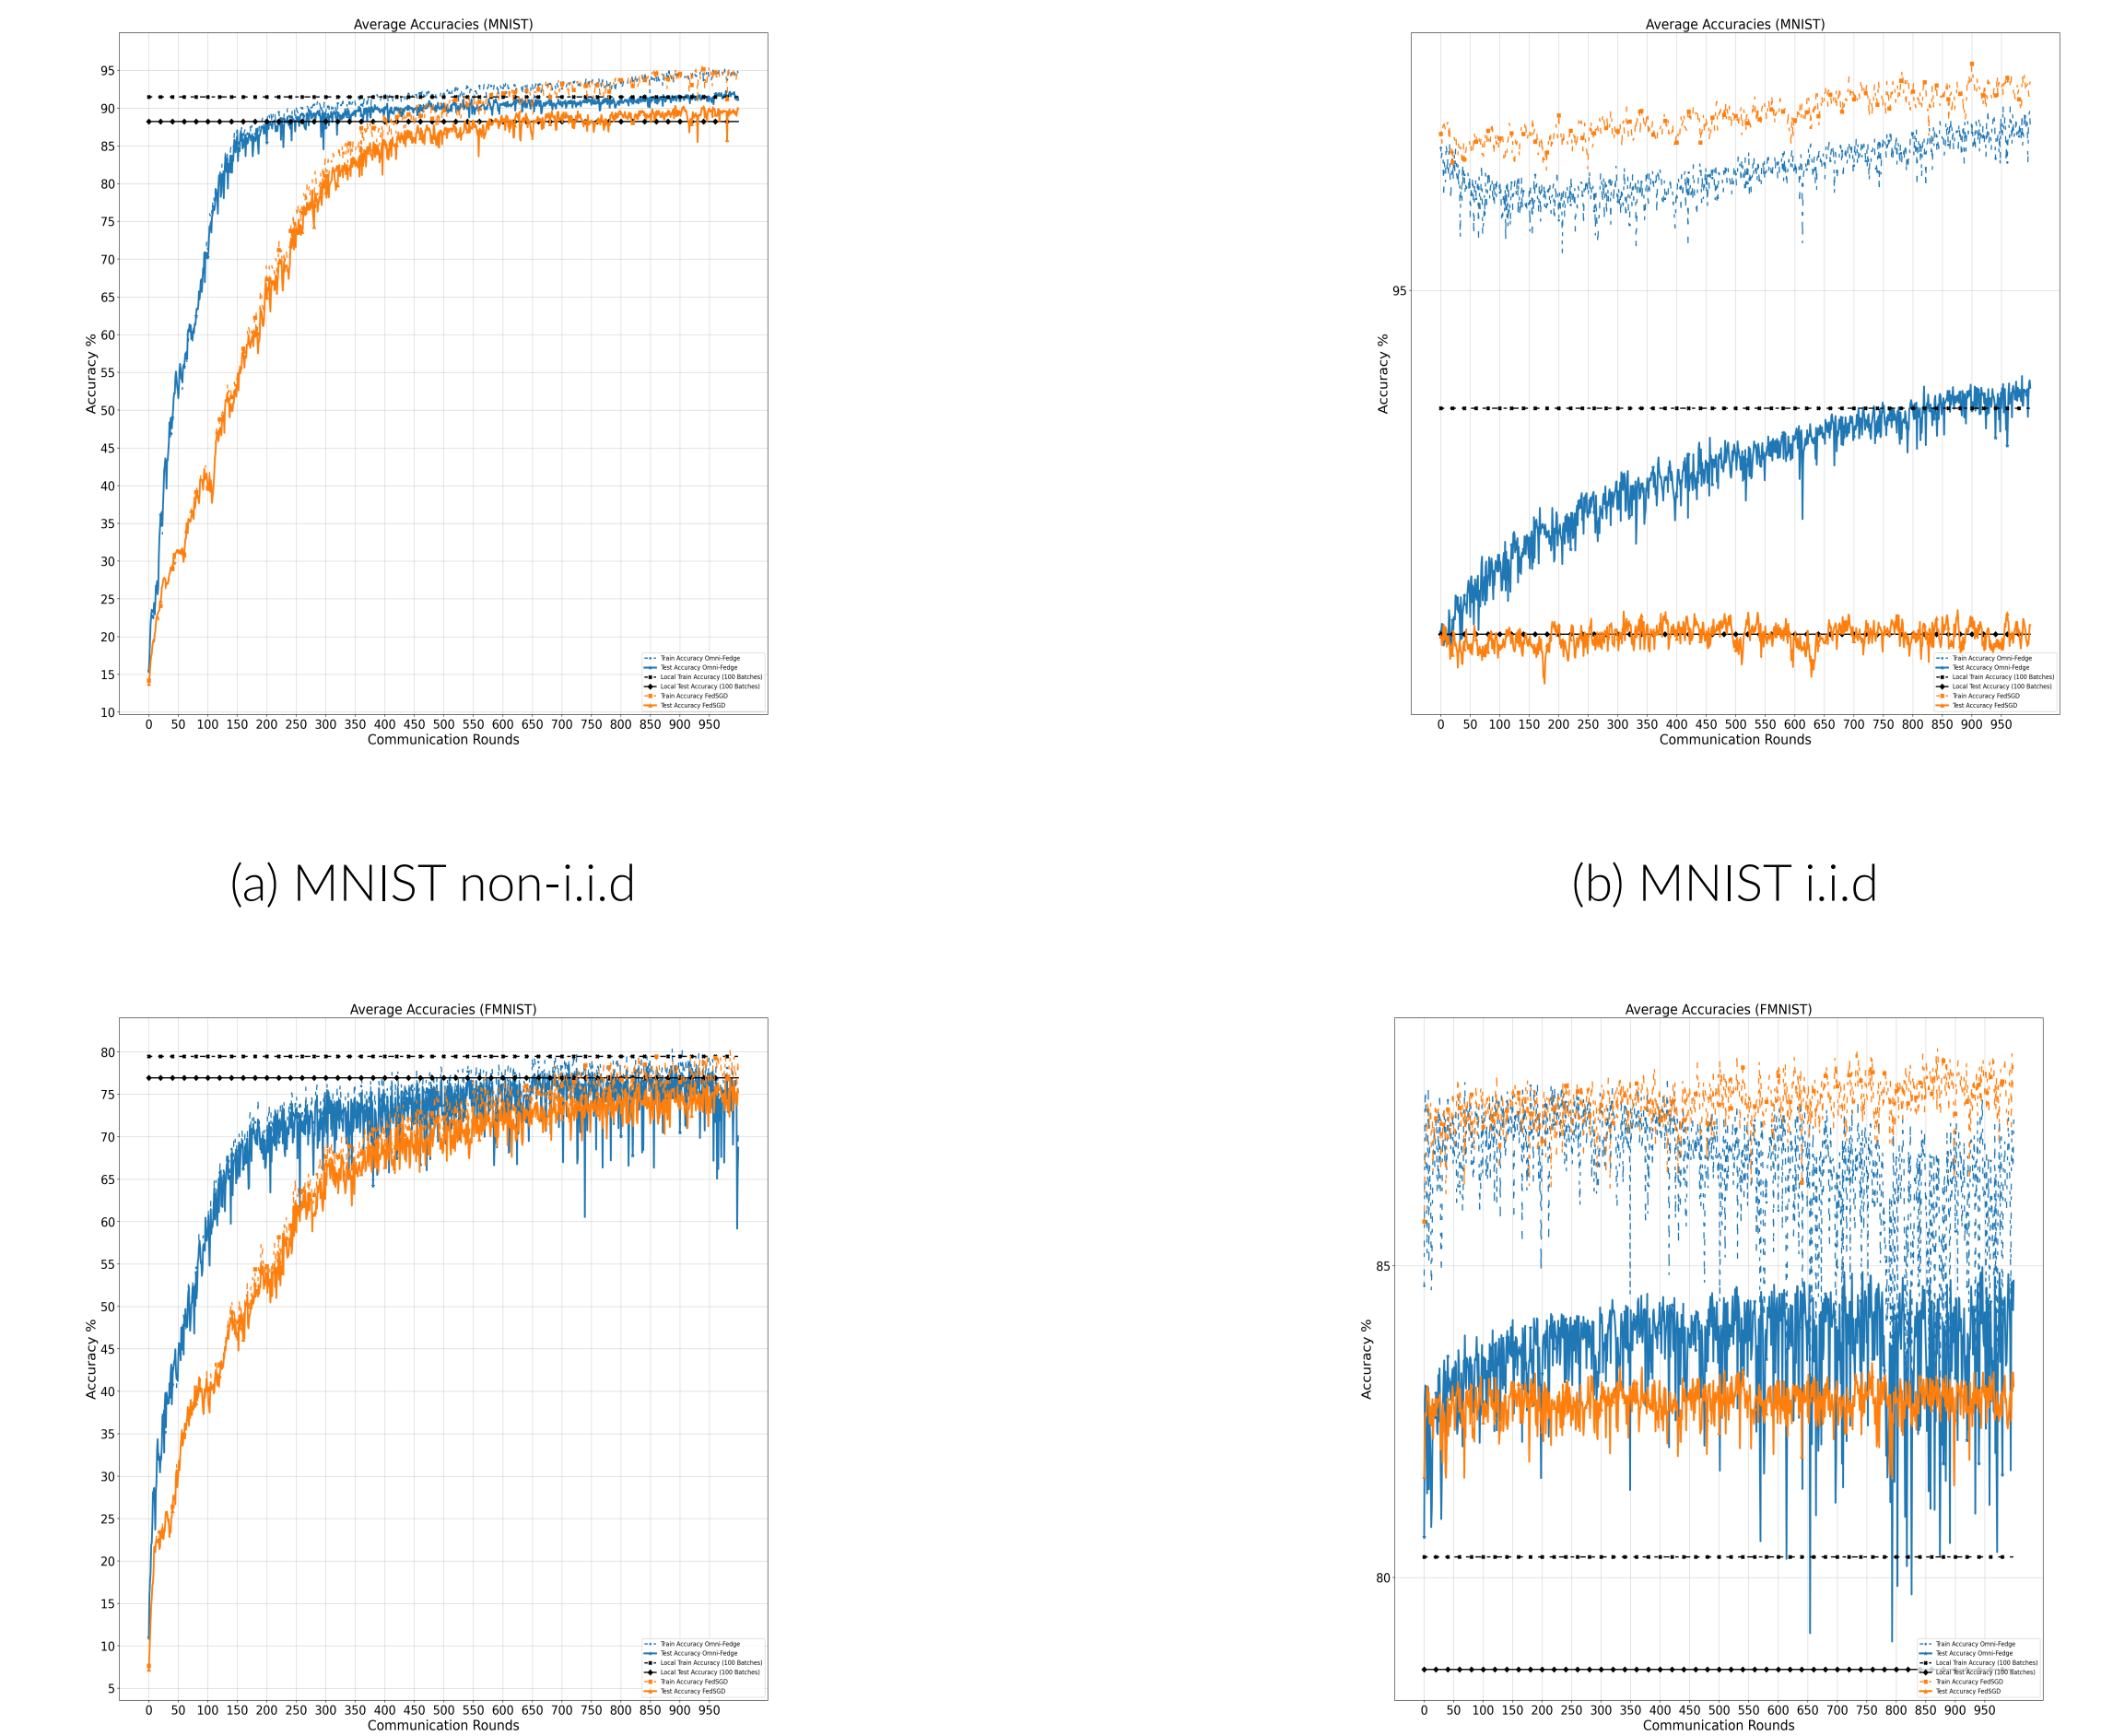 Average Accuracies (MNIST)
95
90
85
80
75
70
65
60
55
50
45
40
35
30
25
20
15
10
Accuracy %
Train Accuracy Omni-Fedge
Test Accuracy Omni-Fedge
Local Train Accuracy (100 Batches)
Local Test Accuracy (100 Batches)
Train Accuracy FedSGD
Test Accuracy FedSGD
0 50 100 150 200 250 300 350 400 450 500 550 600 650 700 750 800 850 900 950
Communication Rounds
(a) MNIST non-i.i.d
Average Accuracies (MNIST)
95
Accuracy %
Train Accuracy Omni-Fedge
Test Accuracy Omni-Fedge
Local Train Accuracy (100 Batches)
Local Test Accuracy (100 Batches)
Train Accuracy FedSGD
Test Accuracy FedSGD
0 50 100 150 200 250 300 350 400 450 500 550 600 650 700 750 800 850 900 950
Communication Rounds
(b) MNIST i.i.d
Average Accuracies (FMNIST)
80
75
70
65
60
55
50
45
40
35
30
25
20
15
10
5
Accuracy %
Train Accuracy Omni-Fedge
Test Accuracy Omni-Fedge
Local Train Accuracy (100 Batches)
Local Test Accuracy (100 Batches)
Train Accuracy FedSGD
Test Accuracy FedSGD
0 50 100 150 200 250 300 350 400 450 500 550 600 650 700 750 800 850 900 950
Communication Rounds
Average Accuracies (FMNIST)
85
80
Accuracy %
Train Accuracy Omni-Fedge
Test Accuracy Omni-Fedge
Local Train Accuracy (100 Batches)
Local Test Accuracy (100 Batches)
Train Accuracy FedSGD
Test Accuracy FedSGD
0 50 100 150 200 250 300 350 400 450 500 550 600 650 700 750 800 850 900 950
Communication Rounds